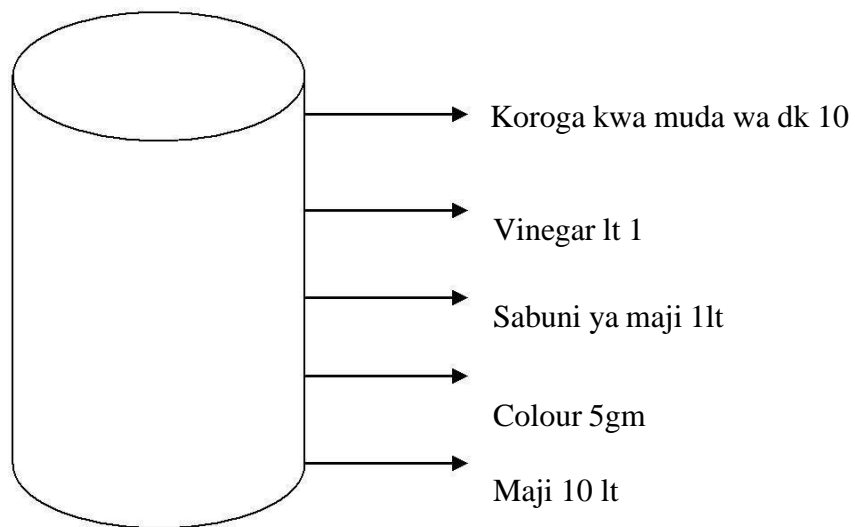 Koroga kwa muda wa dk 10
Vinegar lt 1
Sabuni ya maji 1lt
Colour 5gm
Maji 10 lt